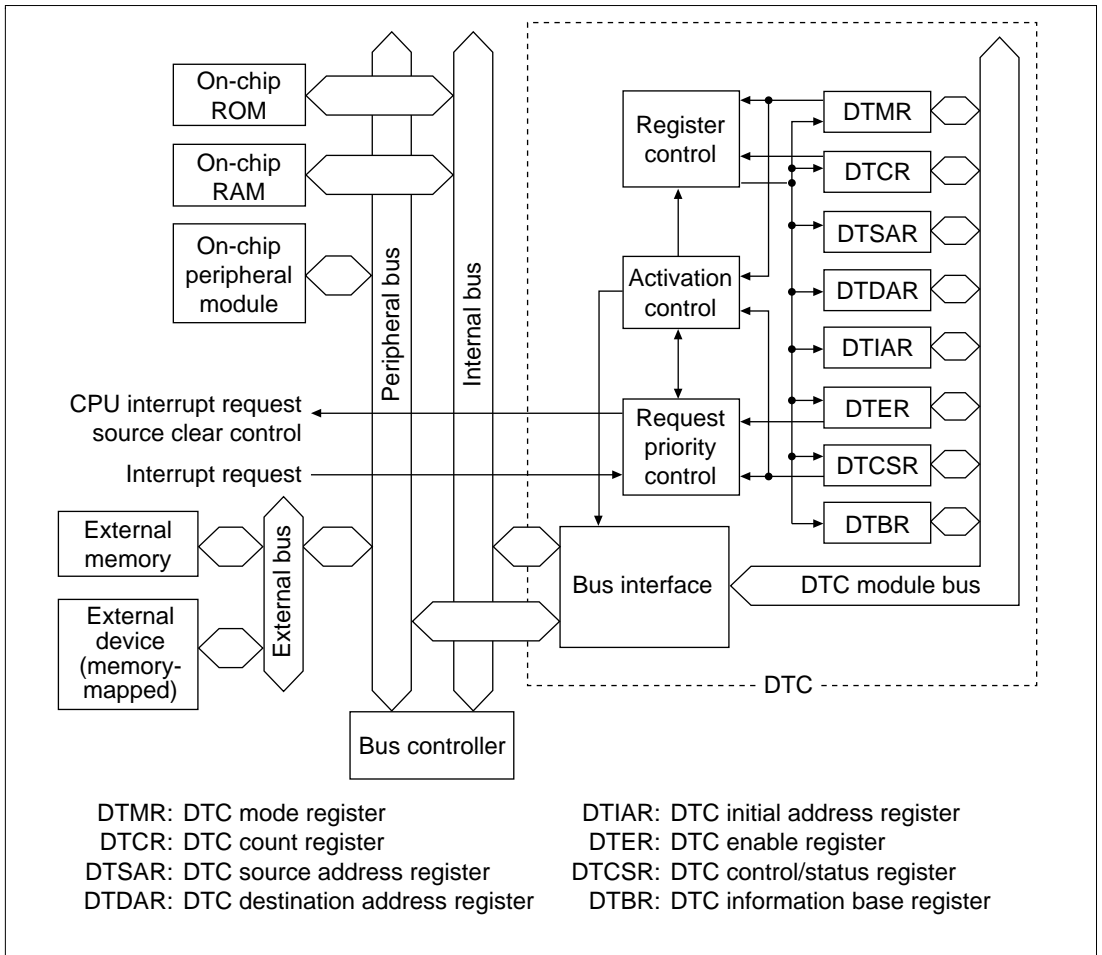 On-chip
ROM
On-chip
RAM
On-chip
peripheral
module
Peripheral bus
Internal bus
CPU interrupt request
source clear control
Interrupt request
External
memory
External
device
(memory-
mapped)
External bus
Bus controller
Register
control
Activation
control
Request
priority
control
Bus interface
DTMR
DTCR
DTSAR
DTDAR
DTIAR
DTER
DTCSR
DTBR
DTC module bus
DTC
DTMR: DTC mode register
DTCR: DTC count register
DTSAR: DTC source address register
DTDAR: DTC destination address register
DTIAR: DTC initial address register
DTER: DTC enable register
DTCSR: DTC control/status register
DTBR: DTC information base register